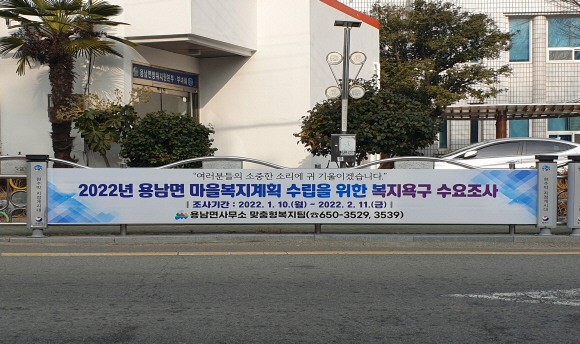 "여러분들의 소중한 소리에 귀 기울이겠습니다."
2022년 용남면 마을복지계획 수립을 위한 복지욕구 수요조사
조사기간 : 2022. 1. 10.(월) ~ 2022. 2. 11.(금)
용남면사무소 맞춤형복지팀(☎650-3529, 3539)